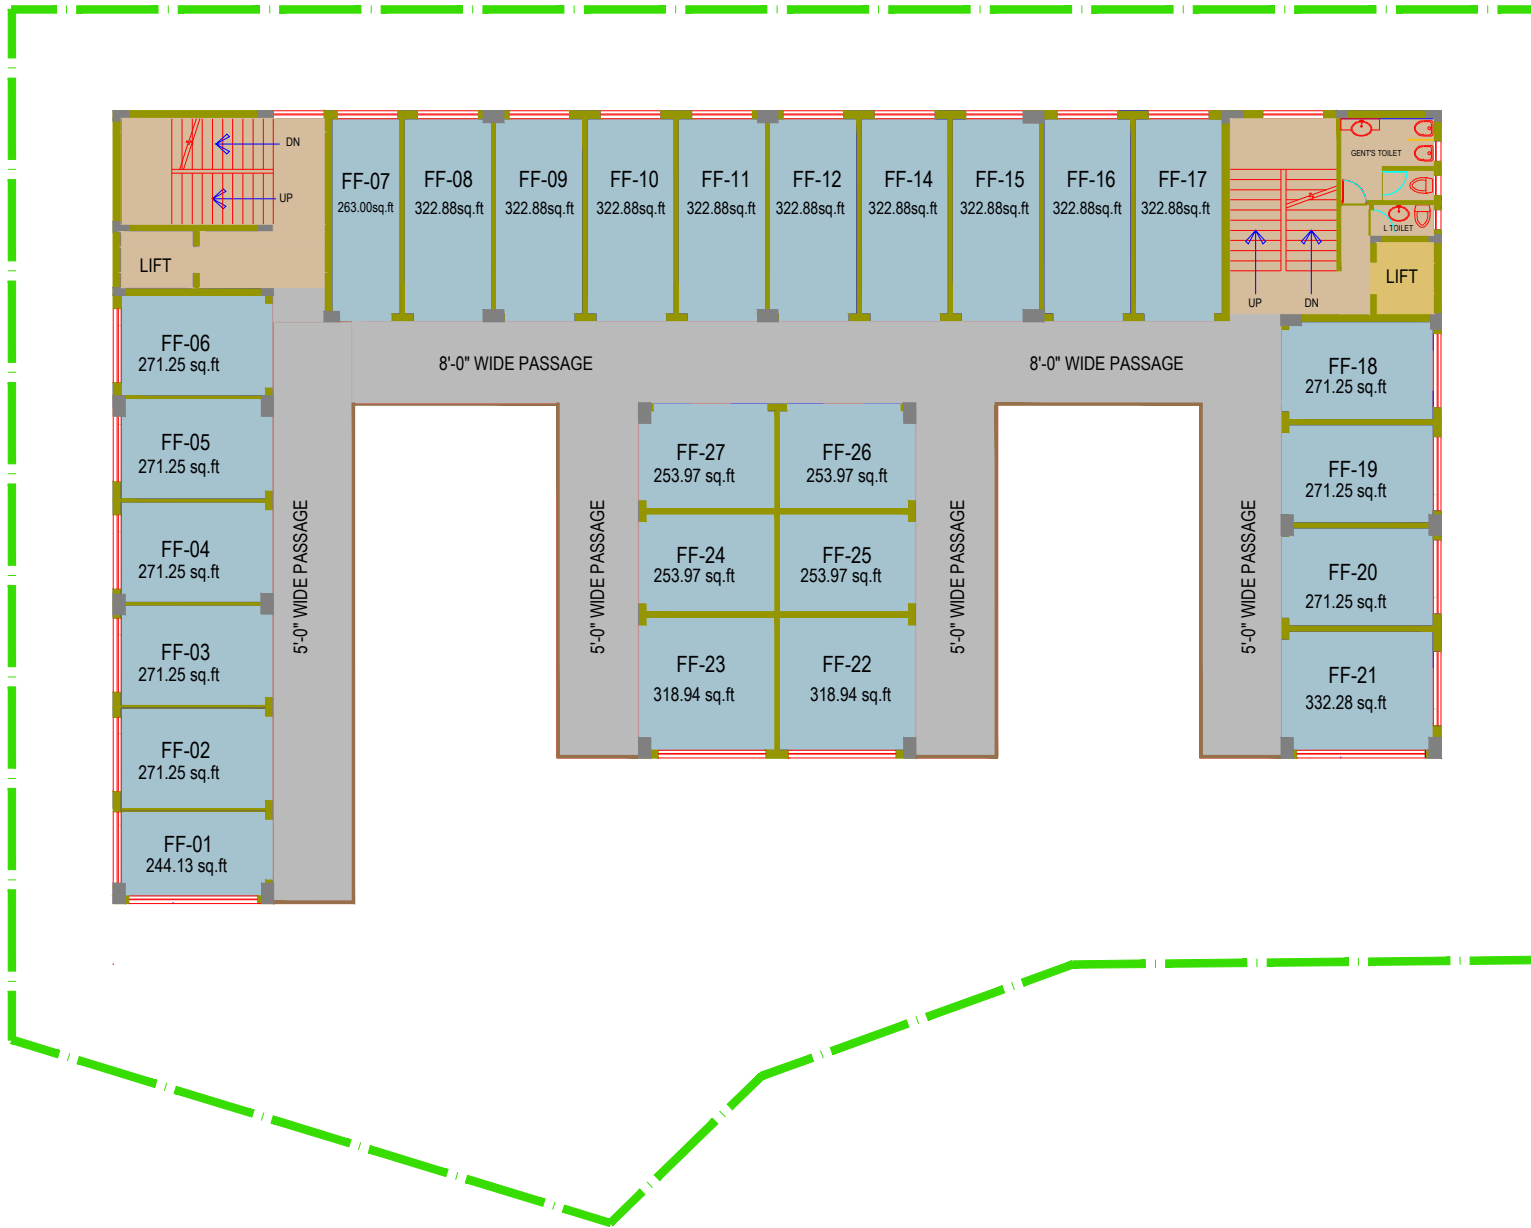 DN
UP
LIFT
FF-07
263.00sq.ft
FF-08
322.88sq.ft
FF-09
322.88sq.ft
FF-10
322.88sq.ft
FF-11
322.88sq.ft
FF-12
322.88sq.ft
FF-14
322.88sq.ft
FF-15
322.88sq.ft
FF-16
322.88sq.ft
FF-17
322.88sq.ft
GENT'S TOILET
L TOILET
LIFT
UP
DN
FF-06
271.25 sq.ft
FF-05
271.25 sq.ft
FF-04
271.25 sq.ft
FF-03
271.25 sq.ft
FF-02
271.25 sq.ft
FF-01
244.13 sq.ft
8'-0" WIDE PASSAGE
8'-0" WIDE PASSAGE
5'-0" WIDE PASSAGE
5'-0" WIDE PASSAGE
FF-27
253.97 sq.ft
FF-26
253.97 sq.ft
FF-24
253.97 sq.ft
FF-25
253.97 sq.ft
FF-23
318.94 sq.ft
FF-22
318.94 sq.ft
5'-0" WIDE PASSAGE
5'-0" WIDE PASSAGE
FF-18
271.25 sq.ft
FF-19
271.25 sq.ft
FF-20
271.25 sq.ft
FF-21
332.28 sq.ft